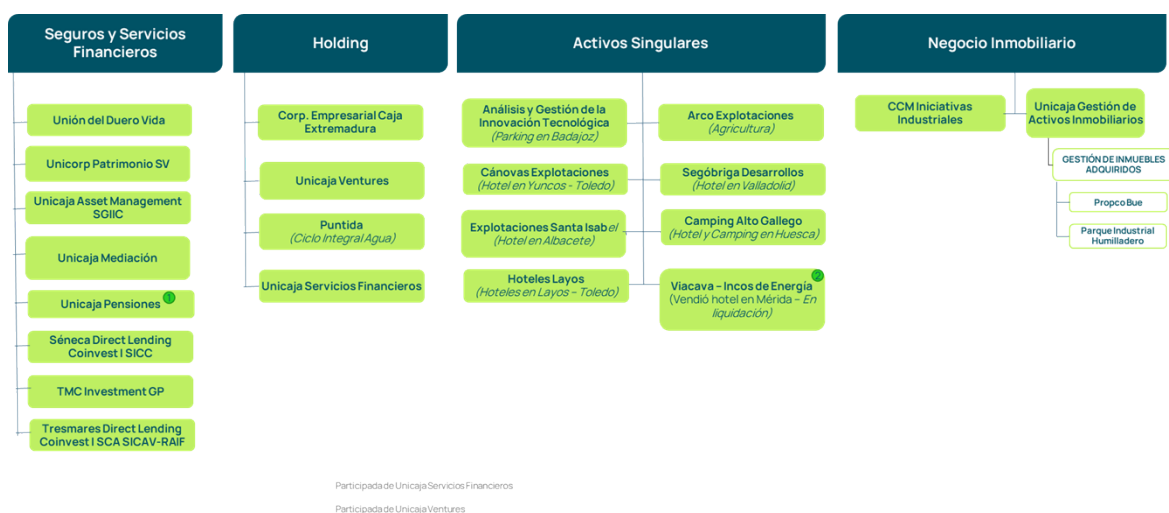 Seguros y Servicios
Financieros
Unión del Duero Vida
Unicorp Patrimonio SV
Unicaja Asset Management
SGIIC
Unicaja Mediación
Unicaja Pensiones 1
Séneca Direct Lending
Coinvest I SICC
TMC Investment GP
Tresmares Direct Lending
Coinvest I SCA SICAV-RAIF
Holding
Corp. Empresarial Caja
Extremadura
Unicaja Ventures
Puntida
(Ciclo Integral Agua)
Unicaja Servicios Financieros
Activos Singulares
Análisis y Gestión de la
Innovación Tecnológica
(Parking en Badajoz)
Cánovas Explotaciones
(Hotel en Yuncos - Toledo)
Explotaciones Santa Isabel
(Hotel en Albacete)
Hoteles Layos
(Hoteles en Layos – Toledo)
Arco Explotaciones
(Agricultura)
Segóbriga Desarrollos
(Hotel en Valladolid)
Camping Alto Gallego
(Hotel y Camping en Huesca)
2
Viacava – Incos de Energía
(Vendió hotel en Mérida – En
liquidación)
Negocio Inmobiliario
CCM Iniciativas
Industriales
Unicaja Gestión de
Activos Inmobiliarios
GESTIÓN DE INMUEBLES
ADQUIRIDOS
Propco Bue
Parque Industrial
Humilladero
Participada de Unicaja Servicios Financieros
Participada de Unicaja Ventures